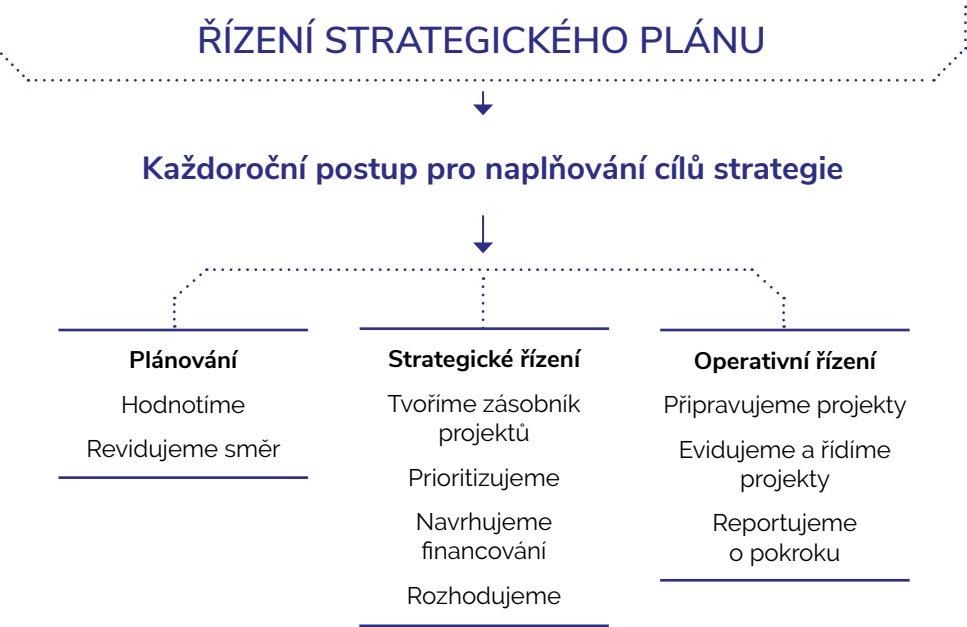 ŘÍZENÍ STRATEGICKÉHO PLÁNU
Každoroční postup pro naplňování cílů strategie
Plánování
Hodnotíme
Revidujeme směr
Strategické řízení
Tvoříme zásobník
projektů
Prioritizujeme
Navrhujeme
financování
Rozhodujeme
Operativní řízení
Připravujeme projekty
Evidujeme a řídíme
projekty
Reportujeme
o pokroku